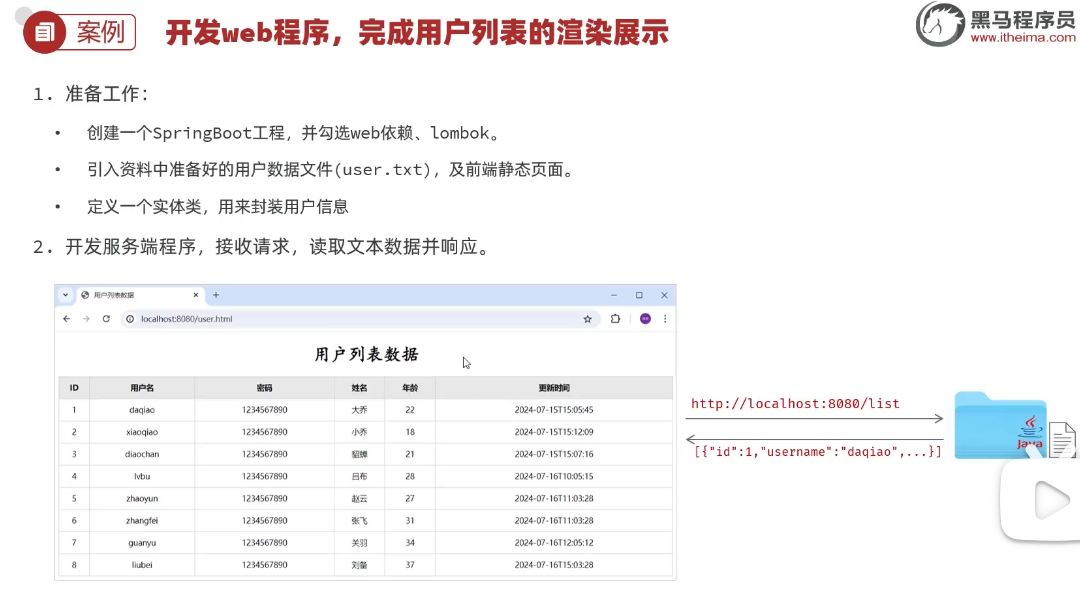 案例
开发web程序，完成用户列表的渲染展示
黑马程序员
www.itheima.com
1. 准备工作：
• 创建一个SpringBoot工程，并勾选web依赖、lombok。
• 引入资料中准备好的用户数据文件(user.txt)，及前端静态页面。
• 定义一个实体类，用来封装用户信息
2. 开发服务端程序，接收请求，读取文本数据并响应。
用户列表数据
localhost:8080/user.html
用户列表数据
ID 用户名 密码 姓名 年龄 更新时间
1 daqiao 1234567890 大乔 22 2024-07-15T15:05:45
2 xiaoqiao 1234567890 小乔 18 2024-07-15T15:12:09
3 diaochan 1234567890 貂蝉 21 2024-07-15T15:07:16
4 lvbu 1234567890 吕布 28 2024-07-16T10:05:15
5 zhaoyun 1234567890 赵云 27 2024-07-16T11:03:28
6 zhangfei 1234567890 张飞 31 2024-07-16T11:03:28
7 guanyu 1234567890 关羽 34 2024-07-16T12:05:12
8 liubei 1234567890 刘备 37 2024-07-16T15:03:28
http://localhost:8080/list
[{"id":1,"username":"daqiao",...}]
Java